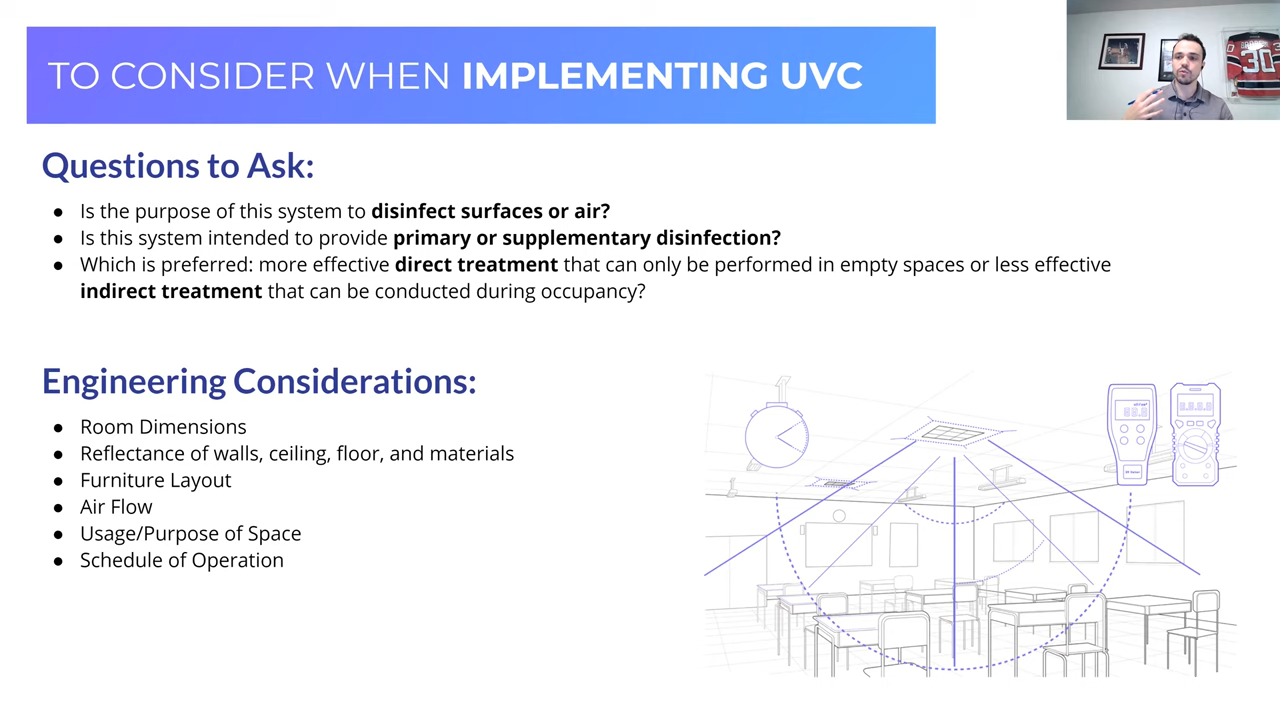 TO CONSIDER WHEN IMPLEMENTING UVC
30
Questions to Ask:
● Is the purpose of this system to disinfect surfaces or air?
● Is this system intended to provide primary or supplementary disinfection?
● Which is preferred: more effective direct treatment that can only be performed in empty spaces or less effective
indirect treatment that can be conducted during occupancy?
Engineering Considerations:
● Room Dimensions
● Reflectance of walls, ceiling, floor, and materials
● Furniture Layout
● Air Flow
● Usage/Purpose of Space
● Schedule of Operation